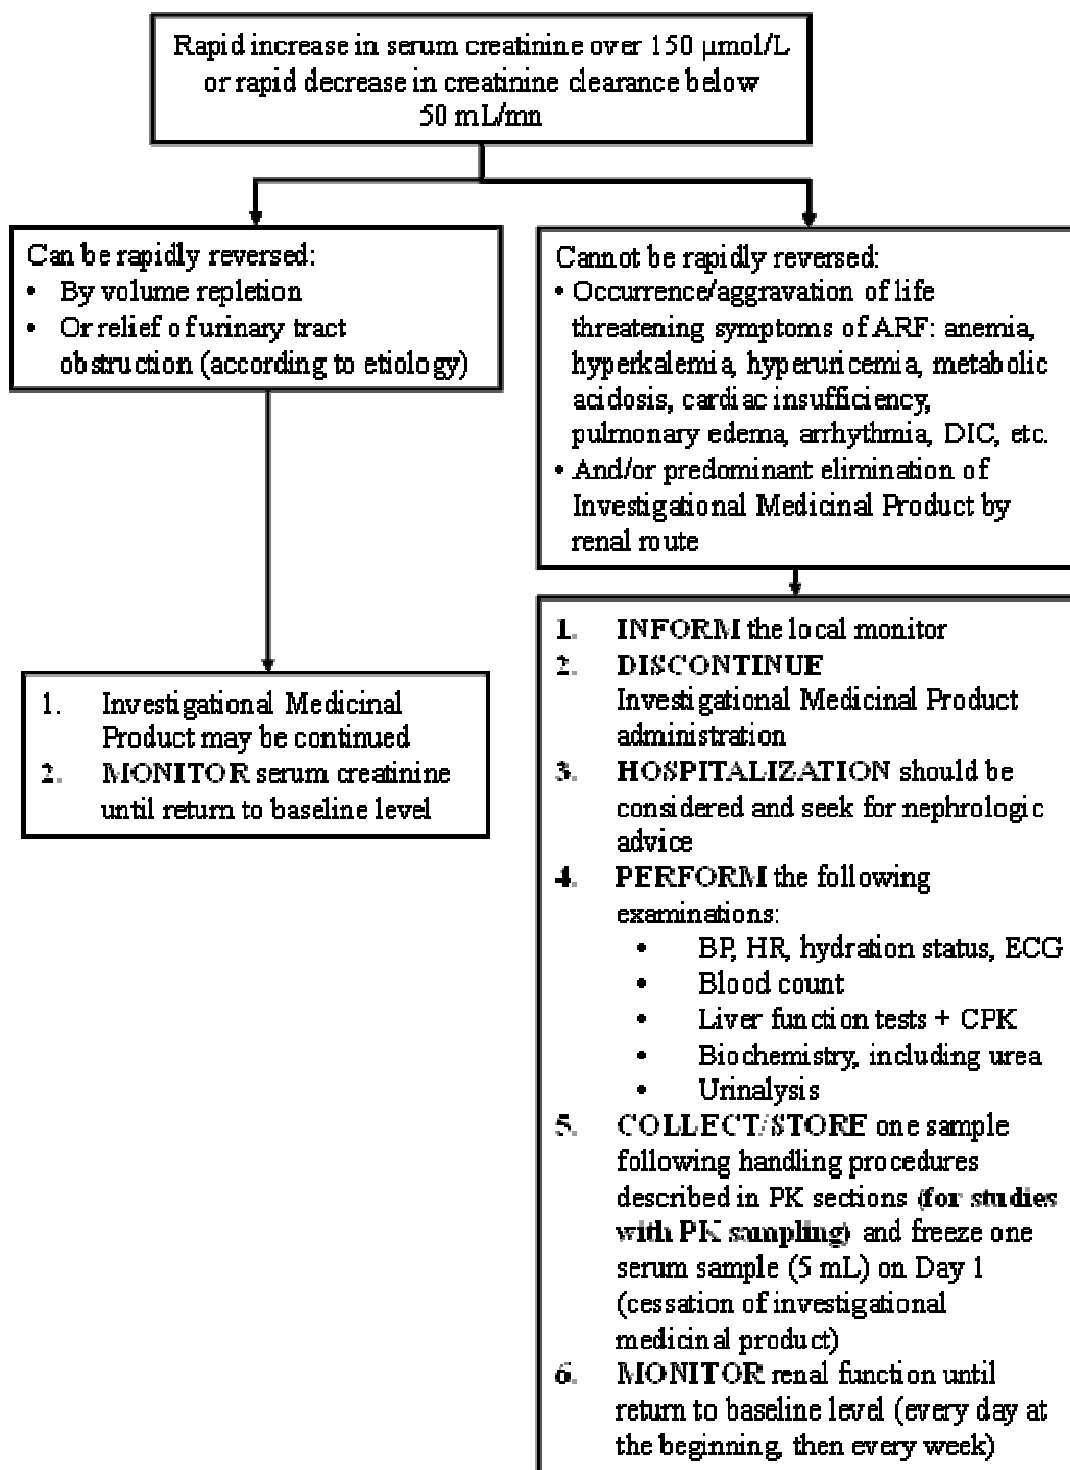 Rapid increase in serum creatinine over 150 µmol/L
or rapid decrease in creatinine clearance below
50 mL/mn
Can be rapidly reversed:
• By volume repletion
• Or relief of urinary tract
obstruction (according to etiology)
Cannot be rapidly reversed:
• Occurrence/aggravation of life
threatening symptoms of ARF: anemia,
hyperkalemia, hyperuricemia, metabolic
acidosis, cardiac insufficiency,
pulmonary edema, arrhythmia, DIC, etc.
• And/or predominant elimination of
Investigational Medicinal Product by
renal route
1. Investigational Medicinal
Product may be continued
2. MONITOR serum creatinine
until return to baseline level
1. INFORM the local monitor
2. DISCONTINUE
Investigational Medicinal Product
administration
3. HOSPITALIZATION should be
considered and seek for nephrologic
advice
4. PERFORM the following
examinations:
• BP, HR, hydration status, ECG
• Blood count
• Liver function tests + CPK
• Biochemistry, including urea
• Urinalysis
5. COLLECT/STORE one sample
following handling procedures
described in PK sections (for studies
with PK sampling) and freeze one
serum sample (5 mL) on Day 1
(cessation of investigational
medicinal product)
6. MONITOR renal function until
return to baseline level (every day at
the beginning, then every week)